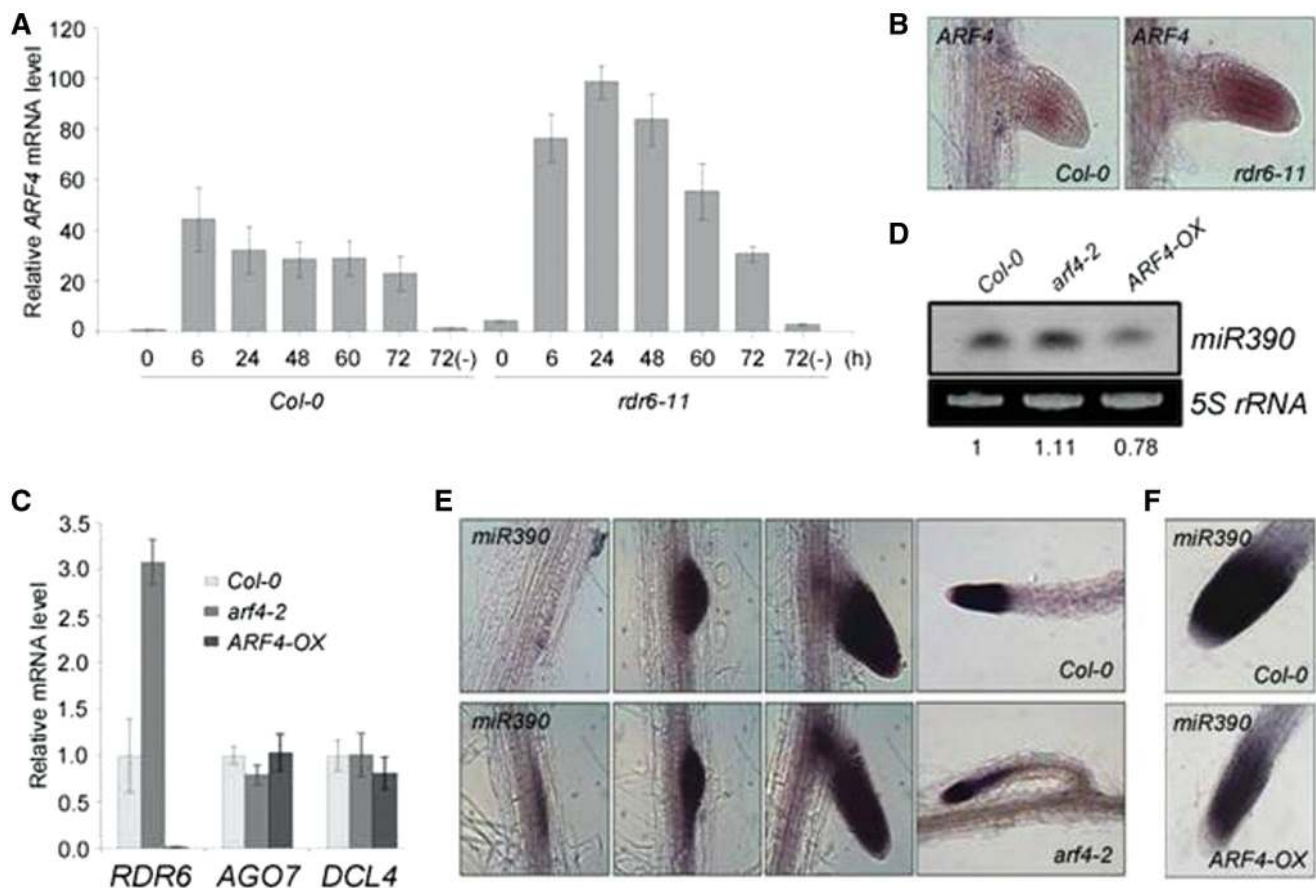 A
Relative ARF4 mRNA level
120
100
80
60
40
20
0
0 6 24 48 60 72 72(-) 0 6 24 48 60 72 72(-) (h)
Col-0 rdr6-11
B
ARF4 ARF4
Col-0 rdr6-11
D
Col-0 arf4-2 ARF4-OX
miR390
5S rRNA
1 1.11 0.78
C
Relative mRNA level
3.5
3.0
2.5
2.0
1.5
1.0
0.5
0.0
Col-0
arf4-2
ARF4-OX
RDR6 AGO7 DCL4
E
miR390
Col-0
miR390
arf4-2
F
miR390
Col-0
miR390
ARF4-OX